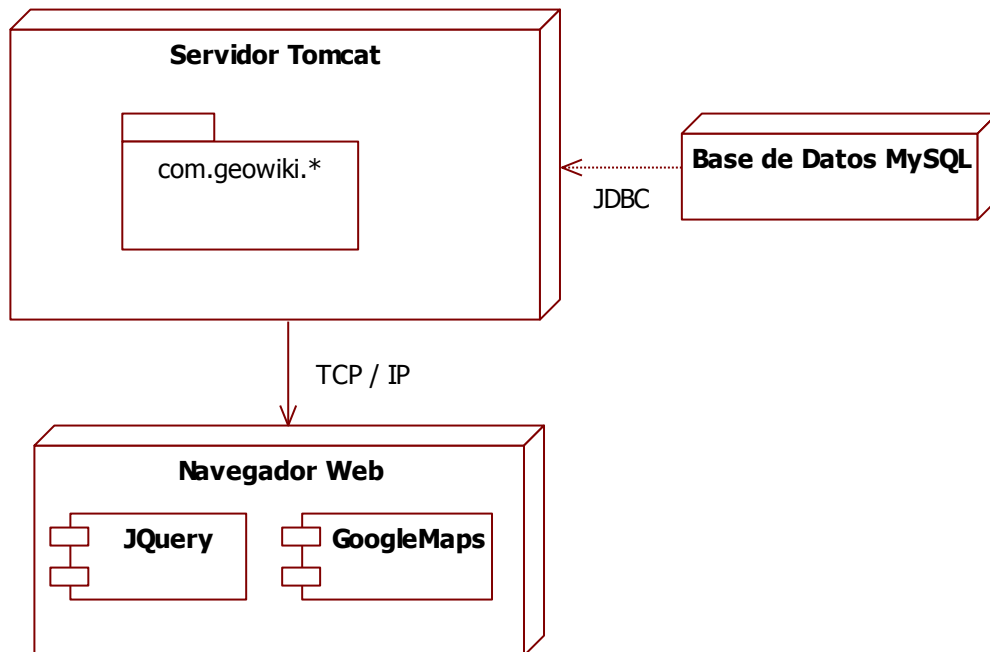 Servidor Tomcat
com.geowiki.*
Base de Datos MySQL
JDBC
TCP / IP
Navegador Web
JQuery
GoogleMaps